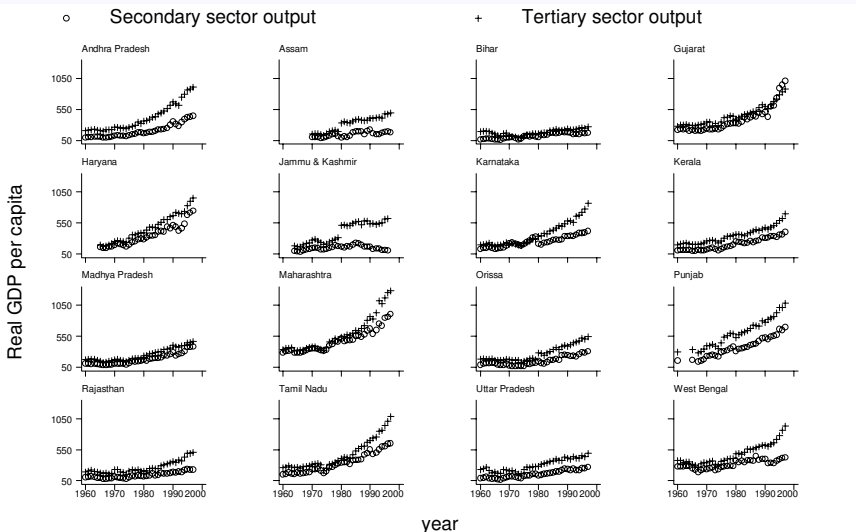 Secondary sector output
Tertiary sector output
Andhra Pradesh
Assam
Bihar
Gujarat
1050
550
50
Haryana
Jammu & Kashmir
Karnataka
Kerala
1050
550
50
Madhya Pradesh
Maharashtra
Orissa
Punjab
1050
550
50
Rajasthan
Tamil Nadu
Uttar Pradesh
West Bengal
1050
550
50
1960 1970 1980 1990 2000
1960 1970 1980 1990 2000
1960 1970 1980 1990 2000
1960 1970 1980 1990 2000
Real GDP per capita
year